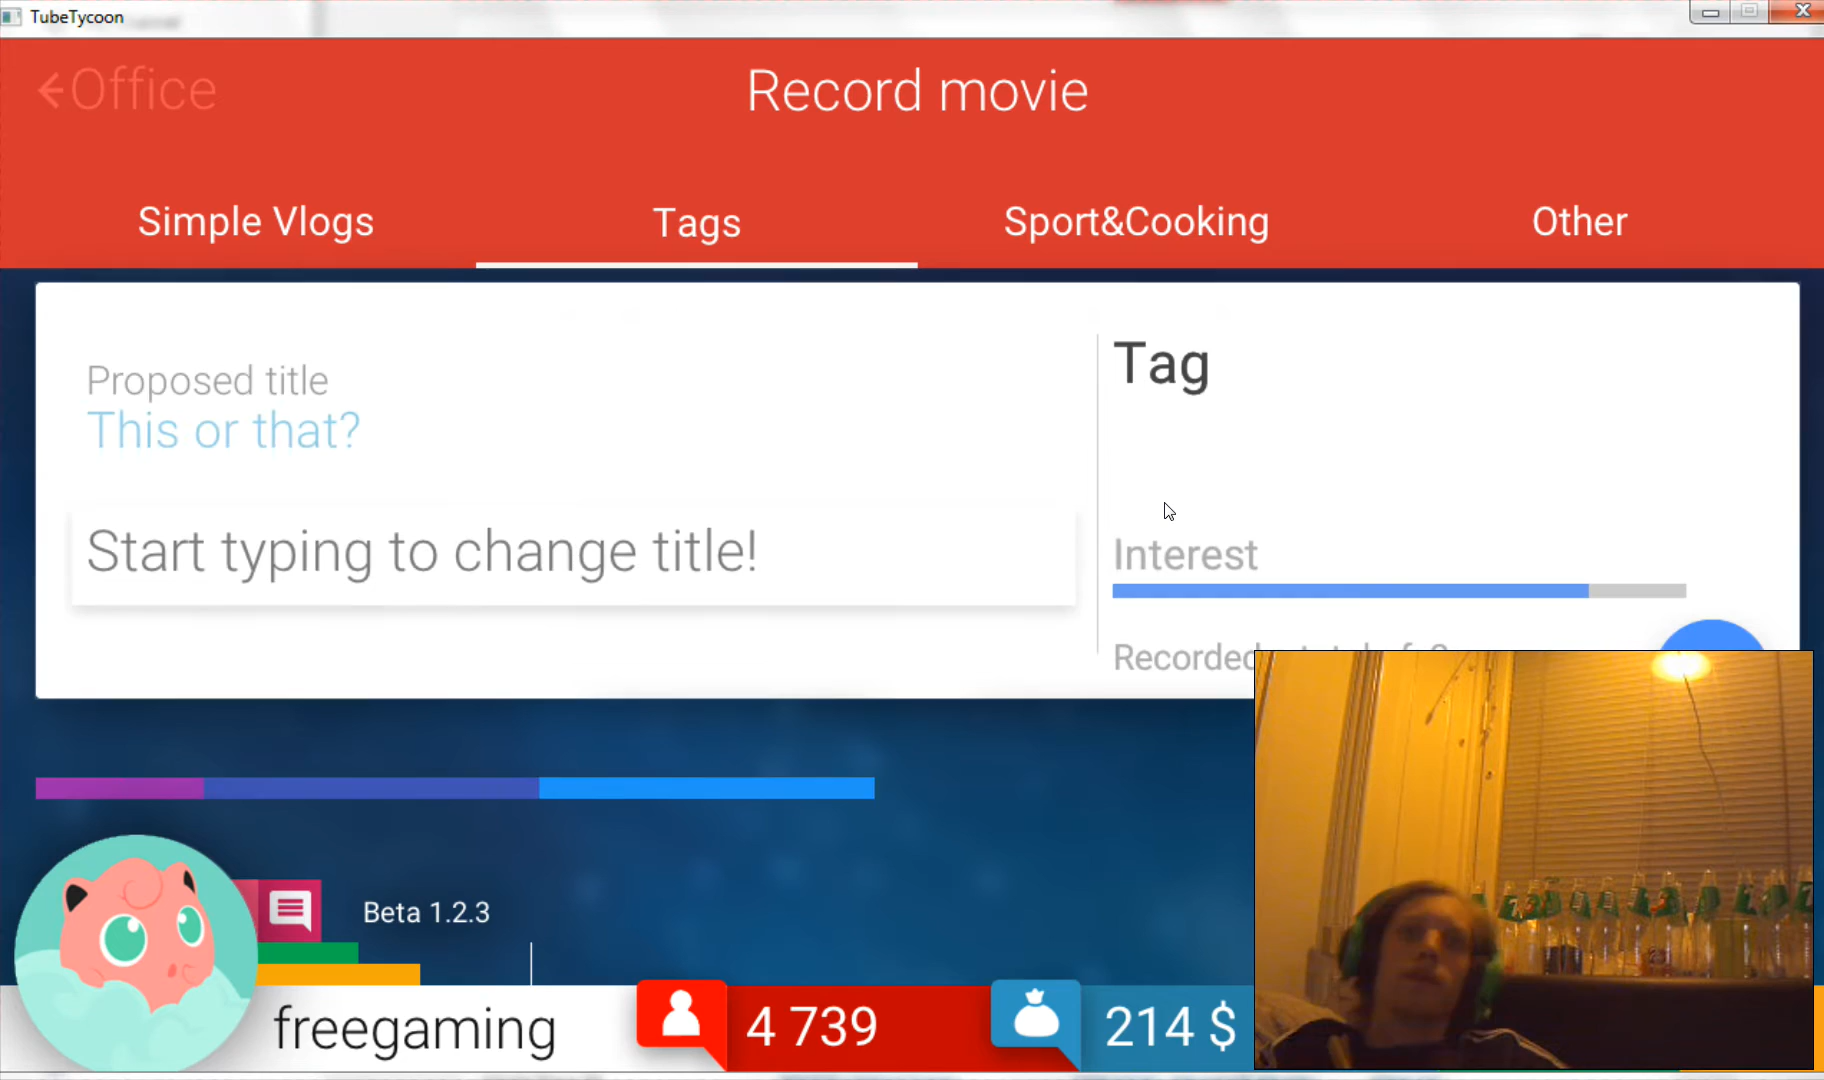 TubeTycoon
Office
Record movie
Simple Vlogs
Tags
Sport&Cooking
Other
Proposed title
This or that?
Start typing to change title!
Tag
Interest
Recorded
Beta 1.2.3
freegaming
4 739
214 $